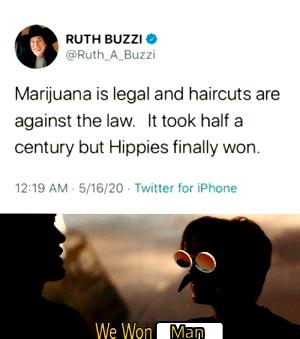 RUTH BUZZI
@Ruth_A_Buzzi
Marijuana is legal and haircuts are
against the law. It took half a
century but Hippies finally won.
12:19 AM · 5/16/20 · Twitter for iPhone
We Won Man